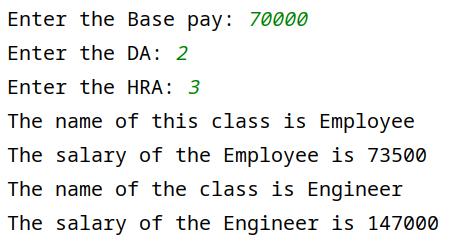 Enter the Base pay: 70000
Enter the DA: 2
Enter the HRA: 3
The name of this class is Employee
The salary of the Employee is 73500
The name of the class is Engineer
The salary of the Engineer is 147000